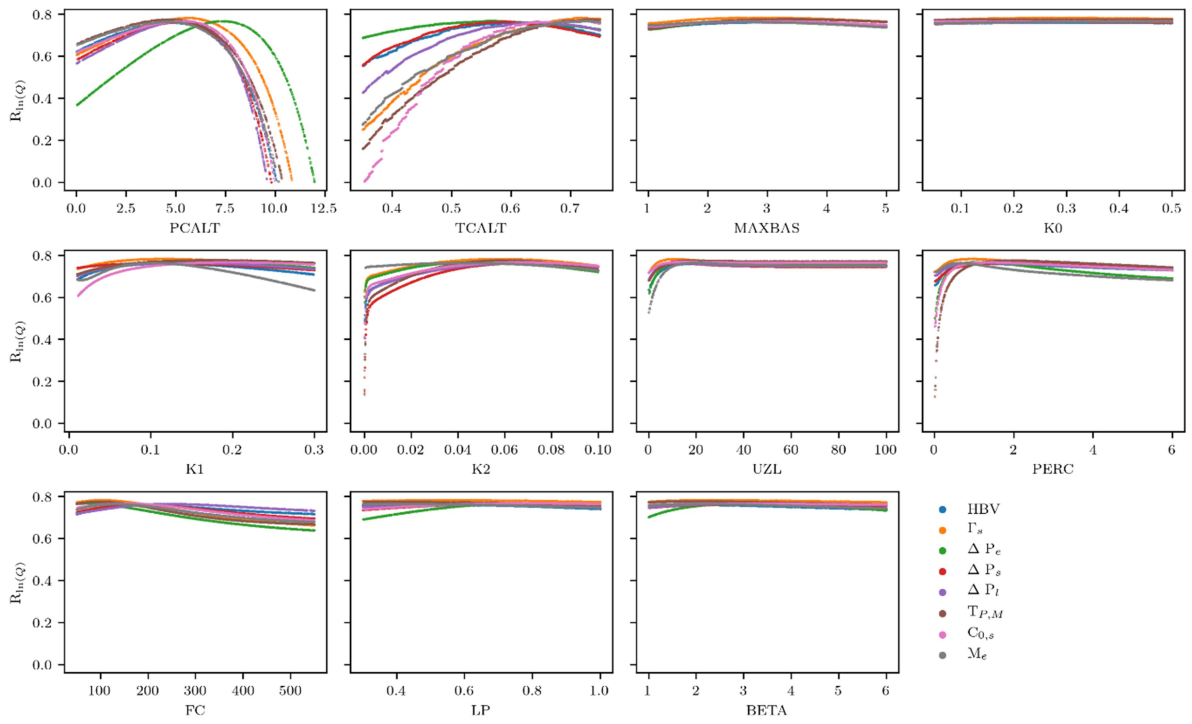 R_ln(Q)
0.8
0.6
0.4
0.2
0.0
0.0 2.5 5.0 7.5 10.0 12.5
PCALT
0.4 0.5 0.6 0.7
TCALT
1 2 3 4 5
MAXBAS
0.1 0.2 0.3 0.4 0.5
K0
R_ln(Q)
0.8
0.6
0.4
0.2
0.0
0.0 0.1 0.2 0.3
K1
0.00 0.02 0.04 0.06 0.08 0.10
K2
0 20 40 60 80 100
UZL
0 2 4 6
PERC
R_ln(Q)
0.8
0.6
0.4
0.2
0.0
100 200 300 400 500
FC
0.4 0.6 0.8 1.0
LP
1 2 3 4 5 6
BETA
HBV
Γ_s
Δ P_e
Δ P_s
Δ P_l
T_P,M
C_0,s
M_e